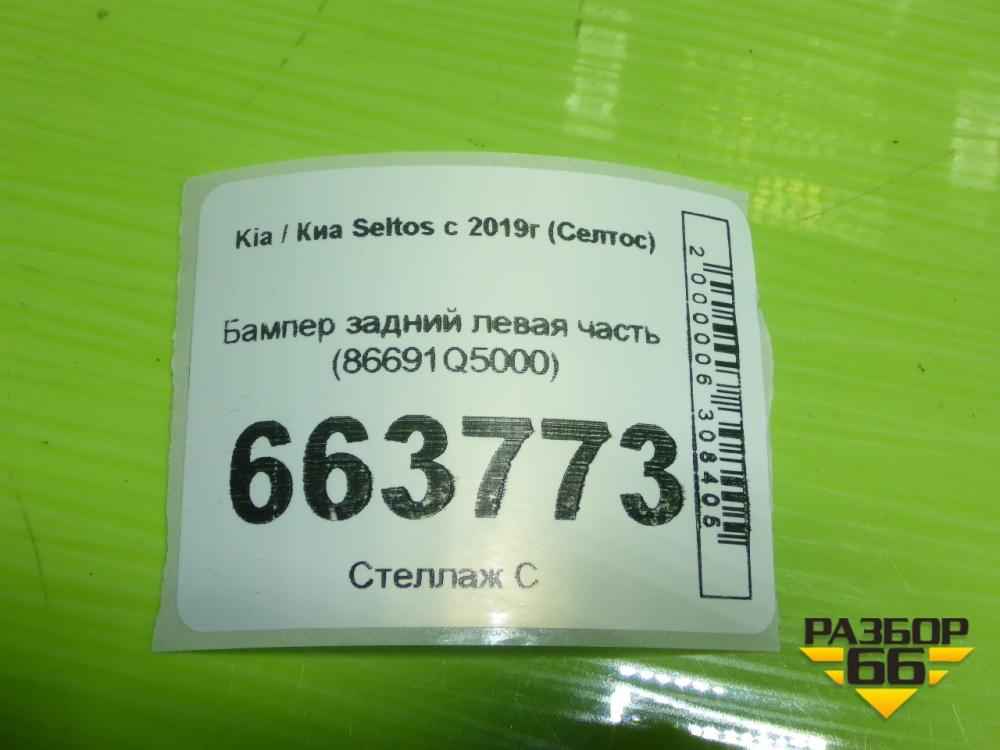 Kia / Киа Seltos с 2019г (Селтос)
Бампер задний левая часть
(86691Q5000)
663773
Стеллаж С
2000006308406
РАЗБОР
66